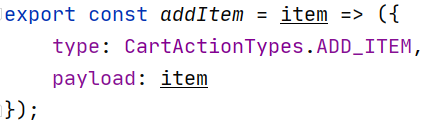 export const addItem = item => ({
    type: CartActionTypes.ADD_ITEM,
    payload: item
});